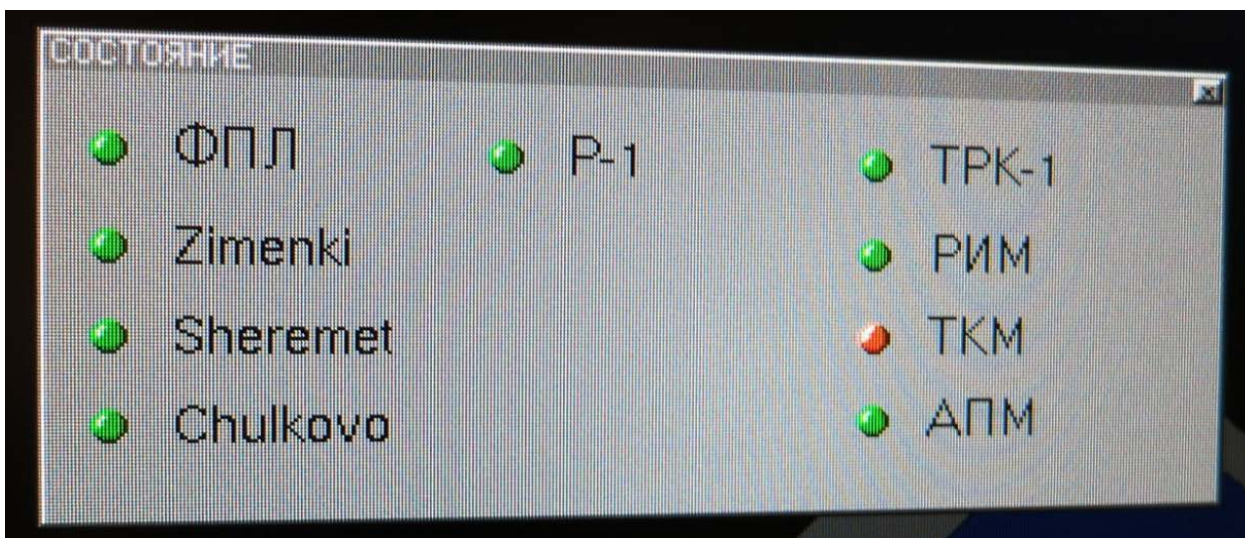 СОСТОЯНИЕ
ФПЛ P-1 ТРК-1
Zimenki РИМ
Sheremet ТКМ
Chulkovo АПМ